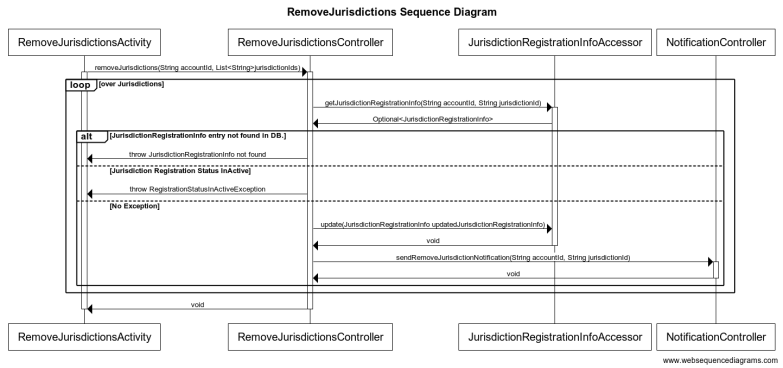 RemoveJurisdictions Sequence Diagram
RemoveJurisdictionsActivity
RemoveJurisdictionsController
JurisdictionRegistrationInfoAccessor
NotificationController
removeJurisdictions(String accountId, List<String>jurisdictionIds)
loop
[over Jurisdictions]
getJurisdictionRegistrationInfo(String accountId, String jurisdictionId)
Optional<JurisdictionRegistrationInfo>
alt
[JurisdictionRegistrationInfo entry not found in DB.]
throw JurisdictionRegistrationInfo not found
[Jurisdiction Registration Status InActive]
throw RegistrationStatusInActiveException
[No Exception]
update(JurisdictionRegistrationInfo updatedJurisdictionRegistrationInfo)
void
sendRemoveJurisdictionNotification(String accountId, String jurisdictionId)
void
void
RemoveJurisdictionsActivity
RemoveJurisdictionsController
JurisdictionRegistrationInfoAccessor
NotificationController
www.websequencediagrams.com